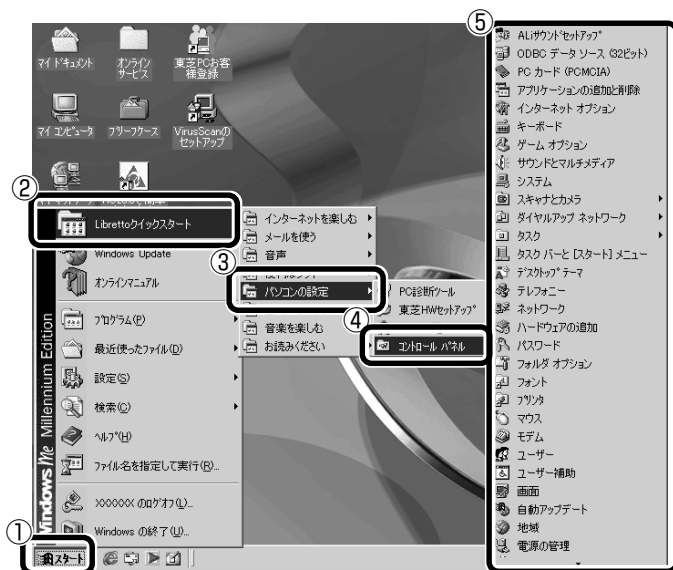 ⑤
マイ ドキュメント
オンライン
サービス
東芝PCお客
様登録
マイ コンピュータ
フリーケース
VirusScanの
セットアップ
②
Librettoクイックスタート
Windows Update
オンラインマニュアル
プログラム(P)
最近使ったファイル(D)
設定(S)
検索(C)
ヘルプ(H)
ファイル名を指定して実行(R)...
XXXXXX のログオフ(L)...
Windows の終了(U)...
Windows Me Millennium Edition
①
スタート
インターネットを楽しむ
メールを使う
音声
③
パソコンの設定
音楽を楽しむ
お読みください
PC診断ツール
東芝HWセットアップ
④
コントロール パネル
ALiサウンドセットアップ
ODBC データ ソース (32ビット)
PC カード (PCMCIA)
アプリケーションの追加と削除
インターネット オプション
キーボード
ゲーム オプション
サウンドとマルチメディア
システム
スキャナとカメラ
ダイヤルアップ ネットワーク
タスク
タスク バーと [スタート] メニュー
デスクトップ テーマ
テレフォニー
ネットワーク
ハードウェアの追加
パスワード
フォルダ オプション
フォント
プリンタ
マウス
モデム
ユーザー
ユーザー補助
画面
自動アップデート
地域
電源の管理